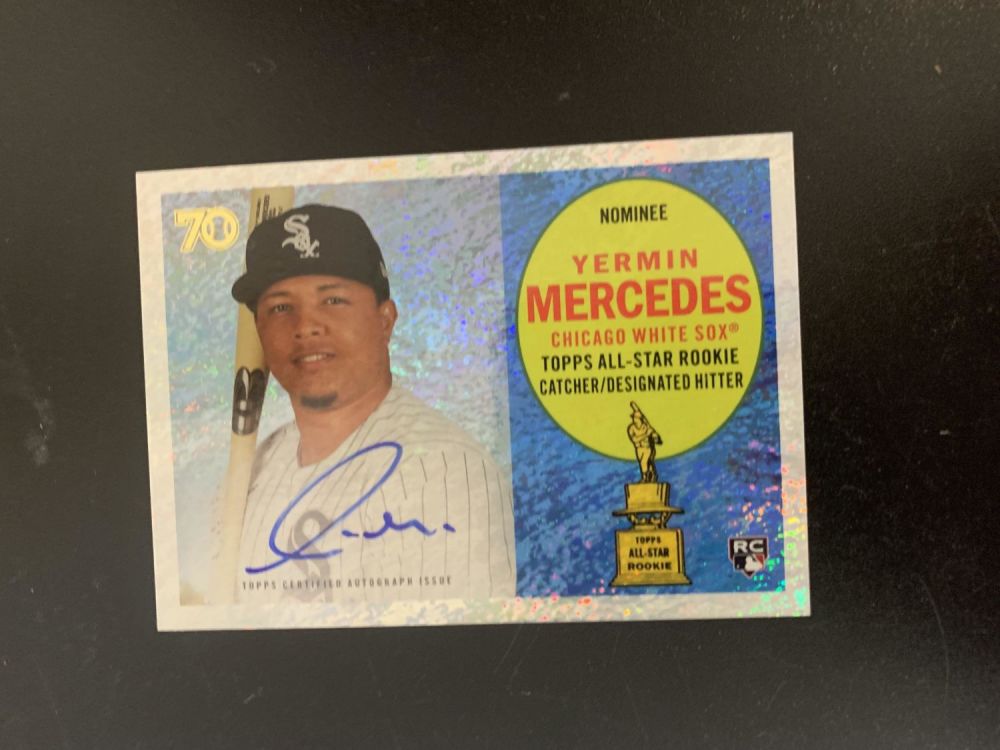 70
Sox
NOMINEE
YERMIN
MERCEDES
CHICAGO WHITE SOX®
TOPPS ALL-STAR ROOKIE
CATCHER/DESIGNATED HITTER
TOPPS
ALL-STAR
ROOKIE
RC
TOPPS CERTIFIED AUTOGRAPH ISSUE